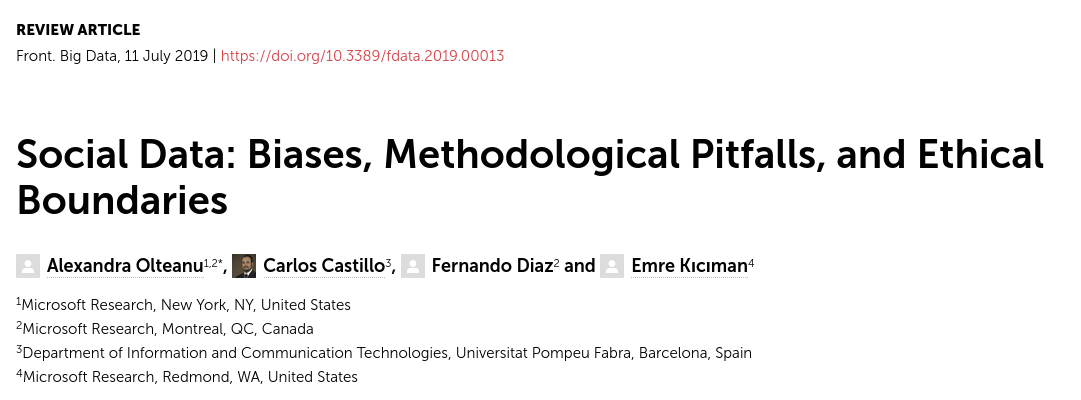 REVIEW ARTICLE
Front. Big Data, 11 July 2019 | https://doi.org/10.3389/fdata.2019.00013
Social Data: Biases, Methodological Pitfalls, and Ethical
Boundaries
Alexandra Olteanu1,2*, Carlos Castillo3, Fernando Diaz2 and Emre Kıcıman4
1Microsoft Research, New York, NY, United States
2Microsoft Research, Montreal, QC, Canada
3Department of Information and Communication Technologies, Universitat Pompeu Fabra, Barcelona, Spain
4Microsoft Research, Redmond, WA, United States